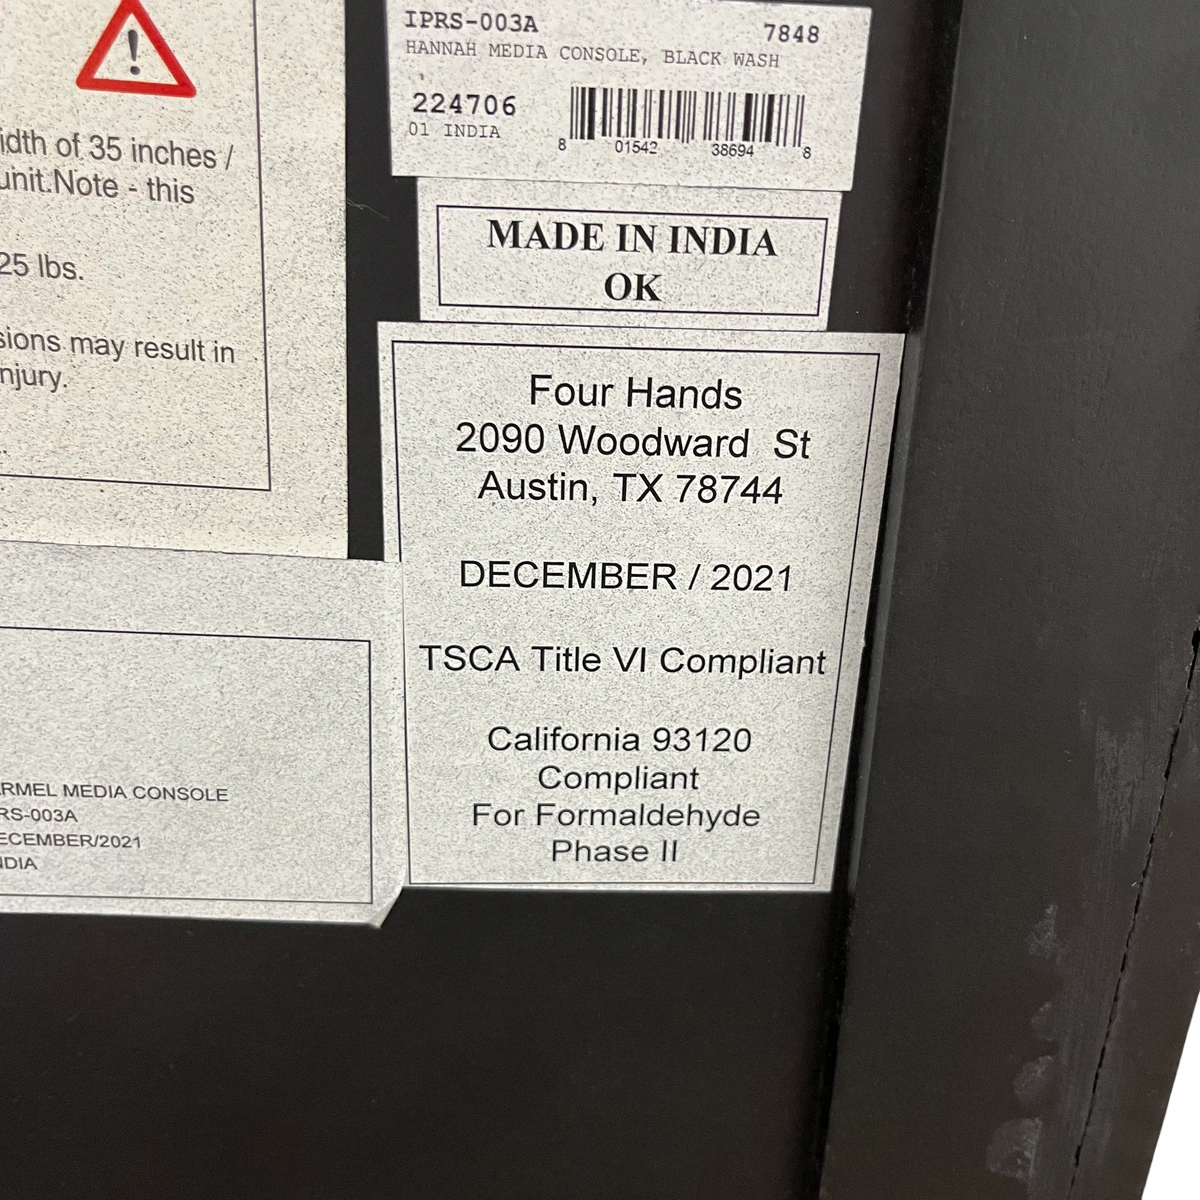 idth of 35 inches /
unit.Note - this
25 lbs.
sions may result in
njury.
IPRS-003A 7848
HANNAH MEDIA CONSOLE, BLACK WASH
224706
01 INDIA
8 01542 38694 8
MADE IN INDIA
OK
Four Hands
2090 Woodward St
Austin, TX 78744
DECEMBER / 2021
TSCA Title VI Compliant
California 93120
Compliant
For Formaldehyde
Phase II
RMEL MEDIA CONSOLE
RS-003A
ECEMBER/2021
NDIA